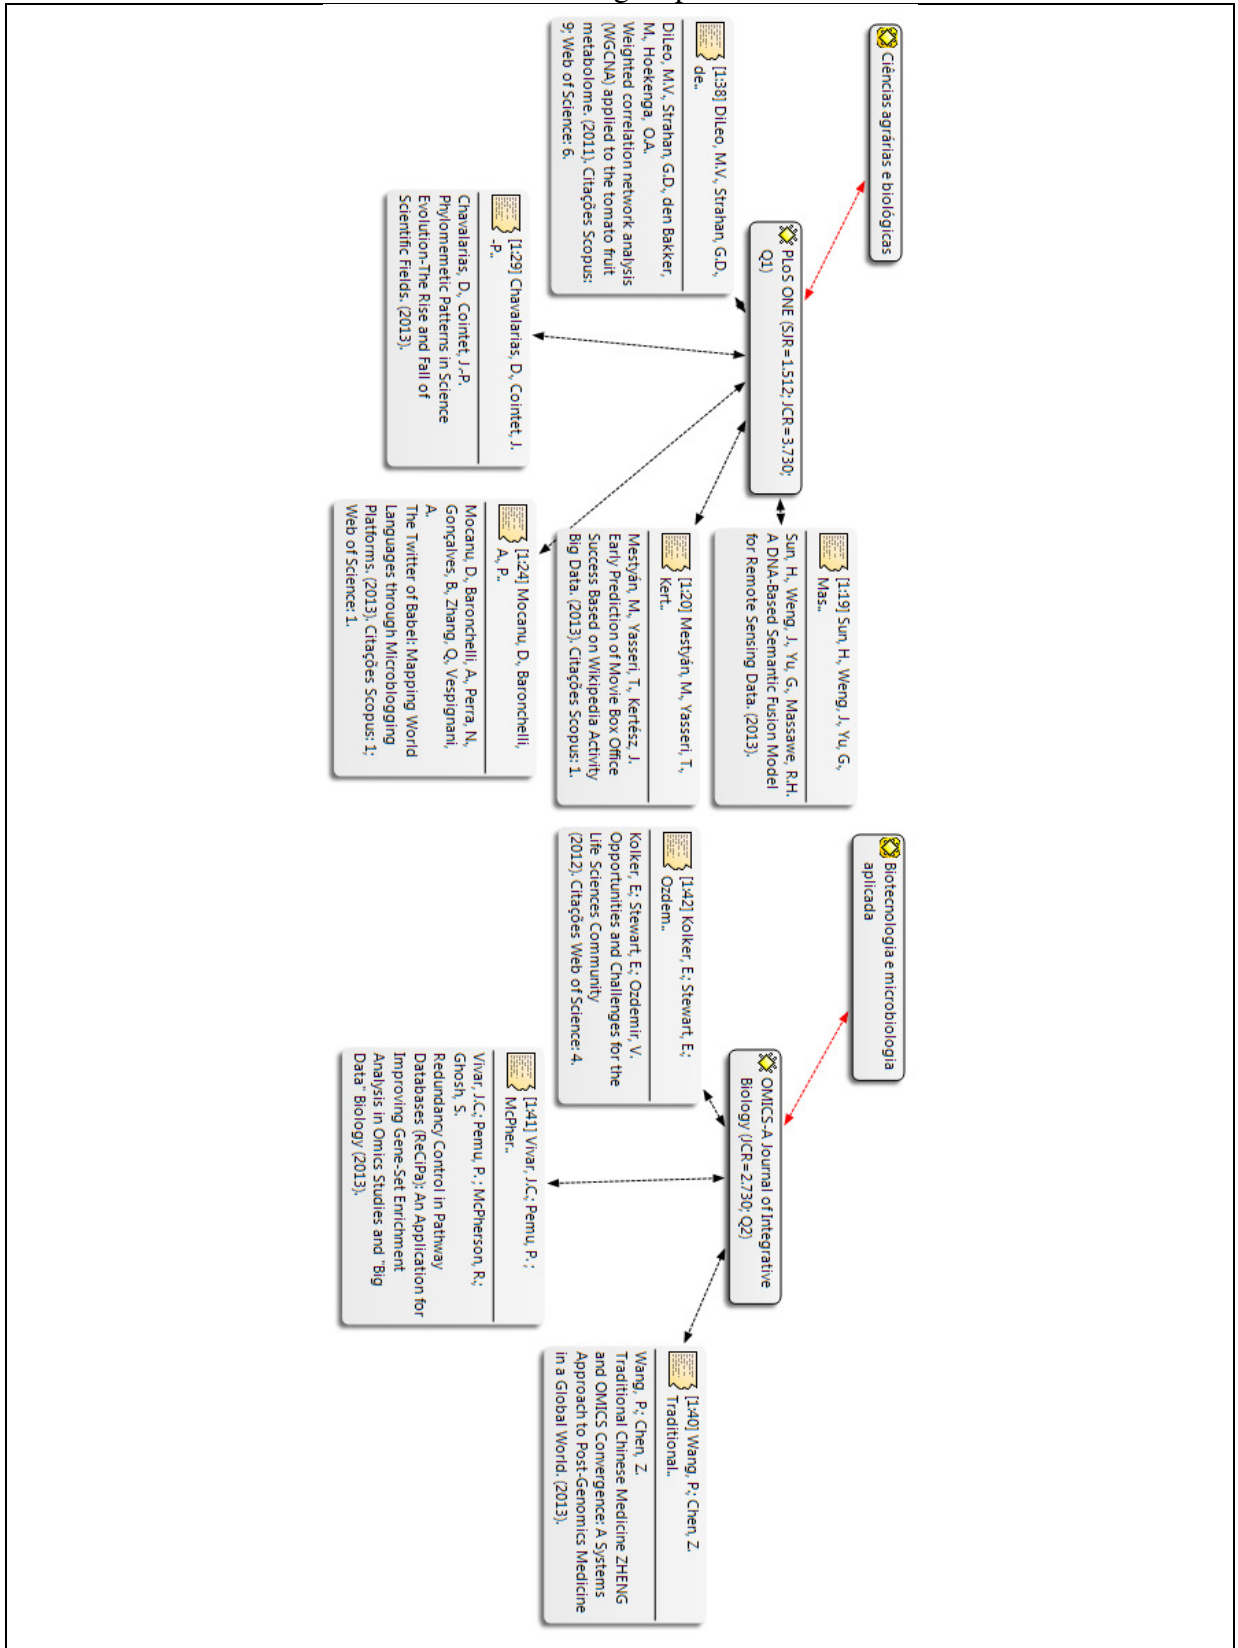 Ciências agrárias e biológicas
PLoS ONE (SJR=1.512; JCR=3.730;
Q1)
[1:38] DiLeo, M.V., Strahan, G.D.,
de..
DiLeo, M.V., Strahan, G.D., den Bakker,
M., Hoekenga, O.A.
Weighted correlation network analysis
(WGCNA) applied to the tomato fruit
metabolome. (2011). Citações Scopus:
9; Web of Science: 6.
[1:29] Chavalarias, D., Cointet, J.
-P..
Chavalarias, D., Cointet, J.-P.
Phylomemetic Patterns in Science
Evolution-The Rise and Fall of
Scientific Fields. (2013).
[1:24] Mocanu, D., Baronchelli,
A., P..
Mocanu, D., Baronchelli, A., Perra, N.,
Gonçalves, B., Zhang, Q., Vespignani,
A.
The Twitter of Babel: Mapping World
Languages through Microblogging
Platforms. (2013). Citações Scopus: 1;
Web of Science: 1.
[1:20] Mestyán, M., Yasseri, T.,
Kert..
Mestyán, M., Yasseri, T., Kertész, J.
Early Prediction of Movie Box Office
Success Based on Wikipedia Activity
Big Data. (2013). Citações Scopus: 1.
[1:19] Sun, H., Weng, J., Yu, G.,
Mas..
Sun, H., Weng, J., Yu, G., Massawe, R.H.
A DNA-Based Semantic Fusion Model
for Remote Sensing Data. (2013).
Biotecnologia e microbiologia
aplicada
OMICS-A Journal of Integrative
Biology (JCR=2.730; Q2)
[1:42] Kolker, E.; Stewart, E.;
Ozdem..
Kolker, E.; Stewart, E.; Ozdemir, V.
Opportunities and Challenges for the
Life Sciences Community
(2012). Citações Web of Science: 4.
[1:41] Vivar, J.C.; Pemu, P. ;
McPher..
Vivar, J.C.; Pemu, P. ; McPherson, R.;
Ghosh, S.
Redundancy Control in Pathway
Databases (ReCiPa): An Application for
Improving Gene-Set Enrichment
Analysis in Omics Studies and "Big
Data" Biology (2013).
[1:40] Wang, P.; Chen, Z.
Traditional..
Wang, P.; Chen, Z.
Traditional Chinese Medicine ZHENG
and OMICS Convergence: A Systems
Approach to Post-Genomics Medicine
in a Global World. (2013).